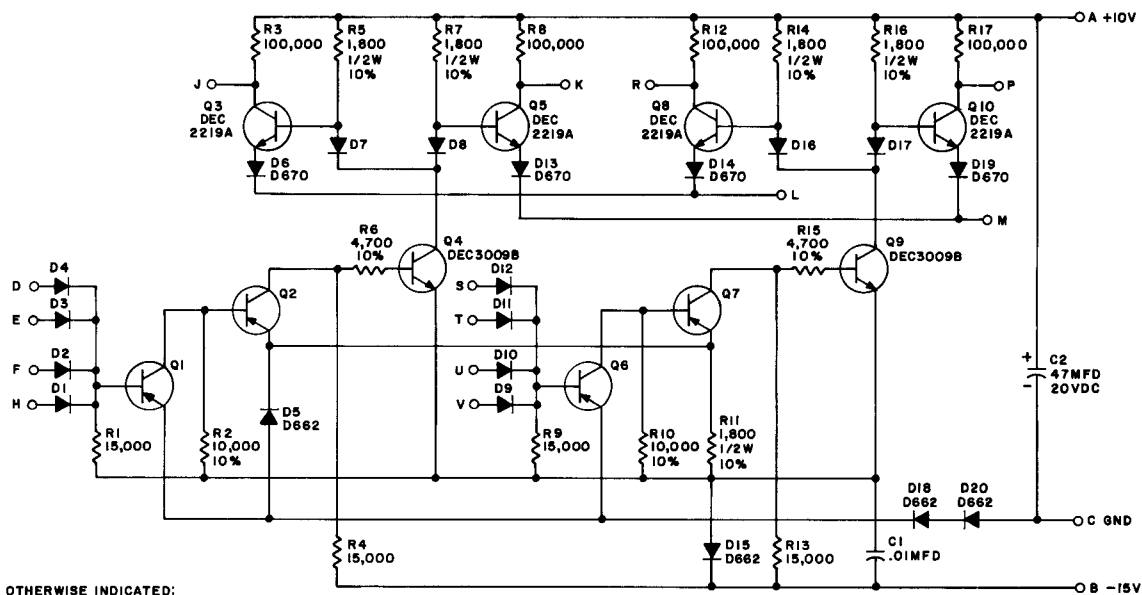 A +10V
R3
100,000
R5
1,800
1/2W
10%
R7
1,800
1/2W
10%
R8
100,000
R12
100,000
R14
1,800
1/2W
10%
R16
1,800
1/2W
10%
R17
100,000
J
K
R
P
Q3
DEC
2219A
Q5
DEC
2219A
Q8
DEC
2219A
Q10
DEC
2219A
D7
D8
D16
D17
D6
D670
D13
D670
D14
D670
D19
D670
L
M
R6
4,700
10%
Q4
DEC3009B
R15
4,700
10%
Q9
DEC3009B
D4
D
D3
E
D2
F
D1
H
Q2
Q1
D12
S
D11
T
D10
U
D9
V
Q7
Q6
+
-
C2
47MFD
20VDC
R1
15,000
R2
10,000
10%
D5
D662
R9
15,000
R10
10,000
10%
R11
1,800
1/2W
10%
D18
D662
D20
D662
C GND
R4
15,000
D15
D662
R13
15,000
C1
.01MFD
B -15V
OTHERWISE INDICATED: